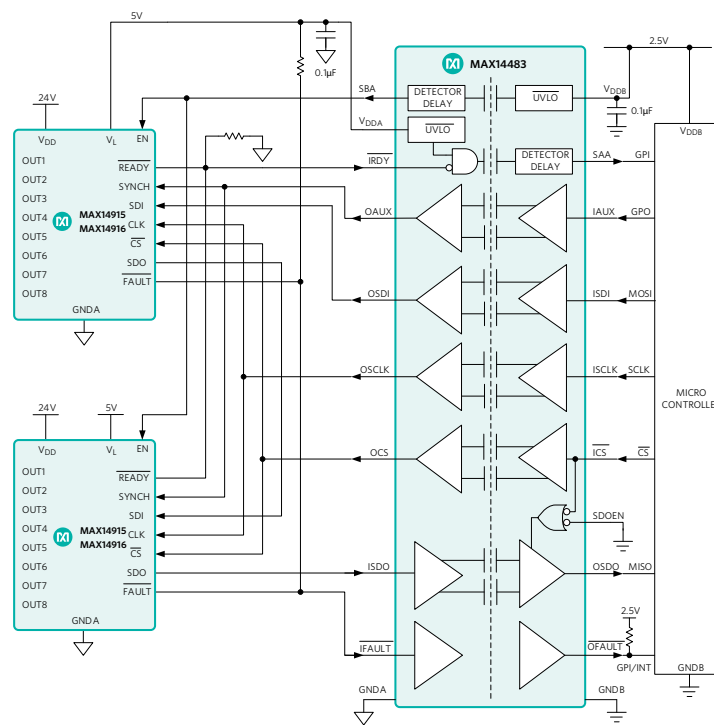 5V
0.1µF
MAX14483
2.5V
SBA
DETECTOR DELAY
UVLO
VDDB
0.1µF
24V
VDD
VL
EN
VDDA
UVLO
VDDB
OUT1
OUT2
OUT3
OUT4
OUT5
OUT6
OUT7
OUT8
MAX14915
MAX14916
READY
SYNCH
SDI
CLK
CS
SDO
FAULT
GNDA
IRDY
DETECTOR DELAY
SAA
GPI
OAUX
IAUX
GPO
OSDI
ISDI
MOSI
OSCLK
ISCLK
SCLK
MICRO
CONTROLLER
OCS
ICS
CS
24V
5V
VDD
VL
EN
OUT1
OUT2
OUT3
OUT4
OUT5
OUT6
OUT7
OUT8
MAX14915
MAX14916
READY
SYNCH
SDI
CLK
CS
SDO
FAULT
GNDA
SDOEN
ISDO
OSDO
MISO
2.5V
IFAULT
OFAULT
GPI/INT
GNDB
GNDA
GNDB